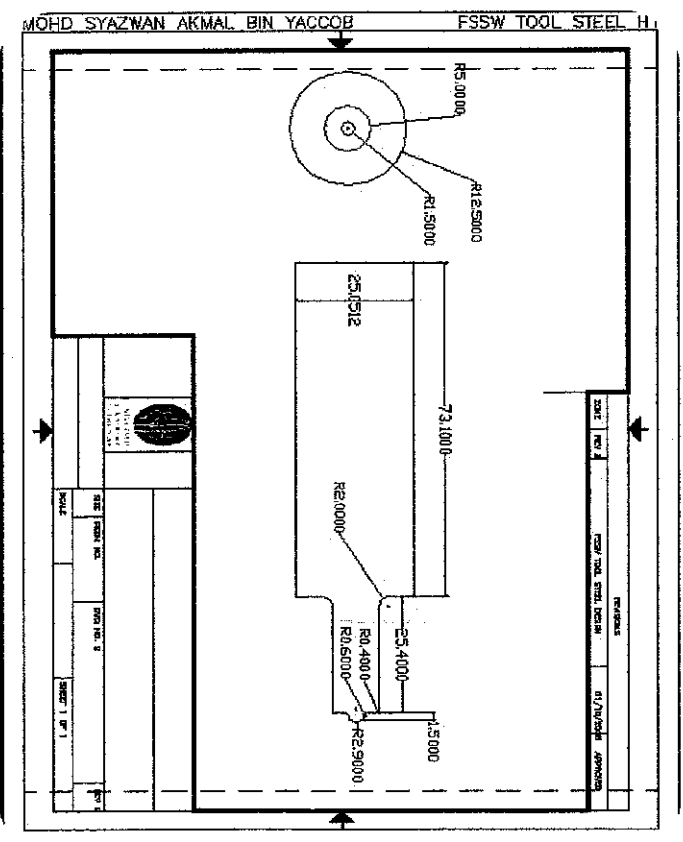 MOHD SYAZWAN AKMAL BIN YACCOB
FSSW TOOL STEEL H
R5.0000
R12.5000
R1.5000
25.0512
73.1000
R2.0000
25.4000
R0.4000
R0.6000
1.5000
R2.9000
REVISIONS
ZONE
REV
FSSW TOOL STEEL DESIGN
APPROVED
SIZE
FSCM NO.
DWG NO.
REV
SCALE
SHEET 1 OF 1